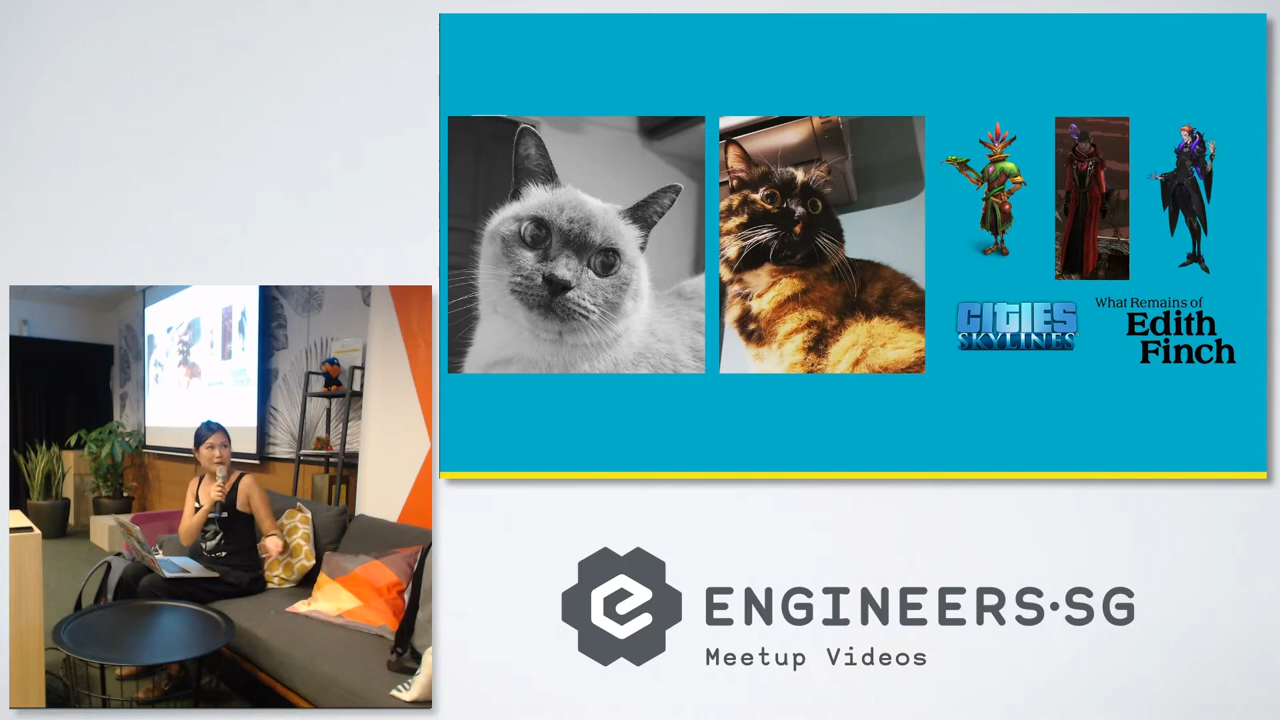 CITIES
SKYLINES
What Remains of
Edith
Finch
ENGINEERS·SG
Meetup Videos